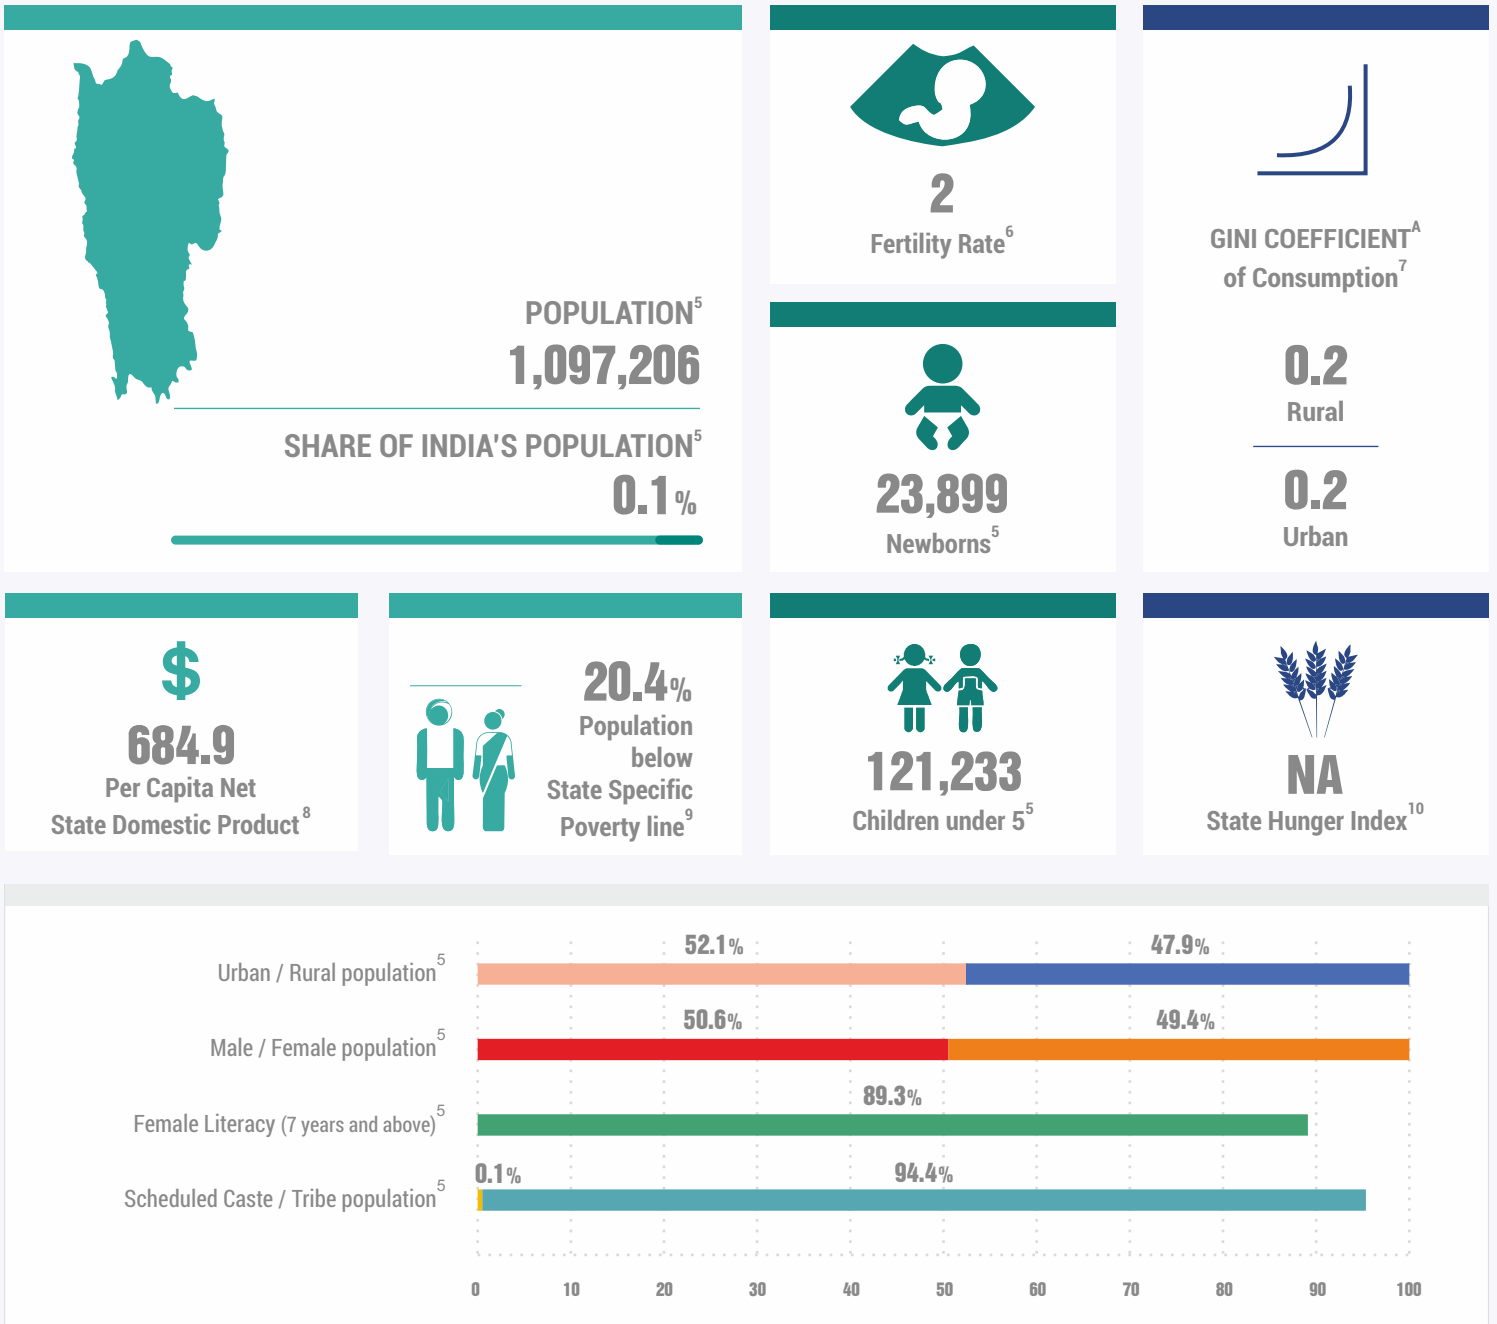 POPULATION5
1,097,206
SHARE OF INDIA'S POPULATION5
0.1%
2
Fertility Rate6
23,899
Newborns5
GINI COEFFICIENTA
of Consumption7
0.2
Rural
0.2
Urban
$
684.9
Per Capita Net
State Domestic Product8
20.4%
Population
below
State Specific
Poverty line9
121,233
Children under 55
NA
State Hunger Index10
52.1% 47.9%
Urban / Rural population5
50.6% 49.4%
Male / Female population5
89.3%
Female Literacy (7 years and above)5
0.1% 94.4%
Scheduled Caste / Tribe population5
0 10 20 30 40 50 60 70 80 90 100